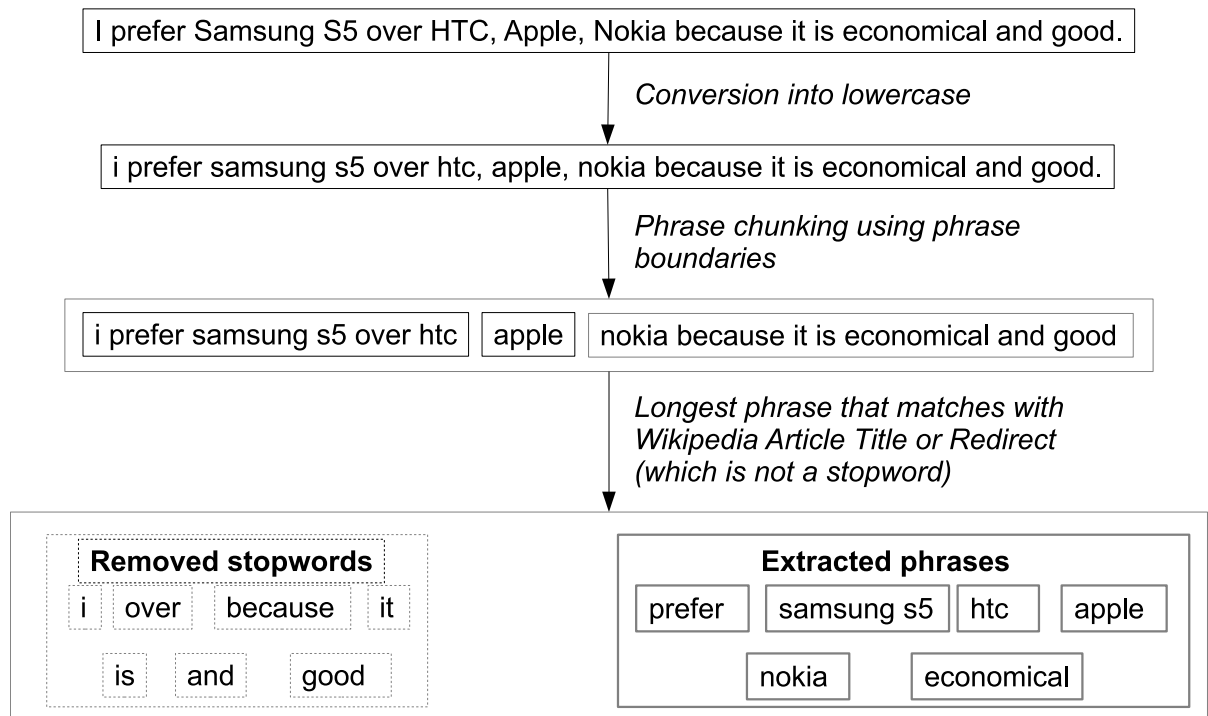 I prefer Samsung S5 over HTC, Apple, Nokia because it is economical and good.
Conversion into lowercase
i prefer samsung s5 over htc, apple, nokia because it is economical and good.
Phrase chunking using phrase
boundaries
i prefer samsung s5 over htc apple nokia because it is economical and good
Longest phrase that matches with
Wikipedia Article Title or Redirect
(which is not a stopword)
Removed stopwords
i over because it
is and good
Extracted phrases
prefer samsung s5 htc apple
nokia economical